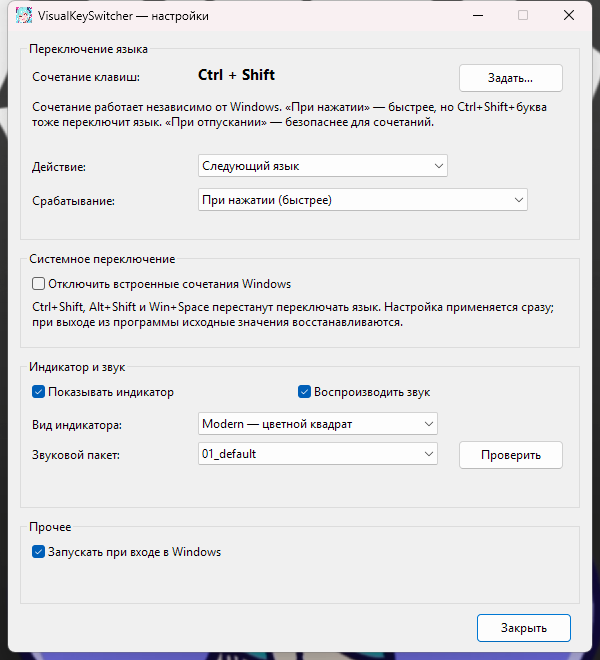 VisualKeySwitcher — настройки
Переключение языка
Сочетание клавиш:
Ctrl + Shift
Задать...
Сочетание работает независимо от Windows. «При нажатии» — быстрее, но Ctrl+Shift+буква
тоже переключит язык. «При отпускании» — безопаснее для сочетаний.
Действие:
Следующий язык
Срабатывание:
При нажатии (быстрее)
Системное переключение
Отключить встроенные сочетания Windows
Ctrl+Shift, Alt+Shift и Win+Space перестанут переключать язык. Настройка применяется сразу;
при выходе из программы исходные значения восстанавливаются.
Индикатор и звук
Показывать индикатор
Воспроизводить звук
Вид индикатора:
Modern — цветной квадрат
Звуковой пакет:
01_default
Проверить
Прочее
Запускать при входе в Windows
Закрыть